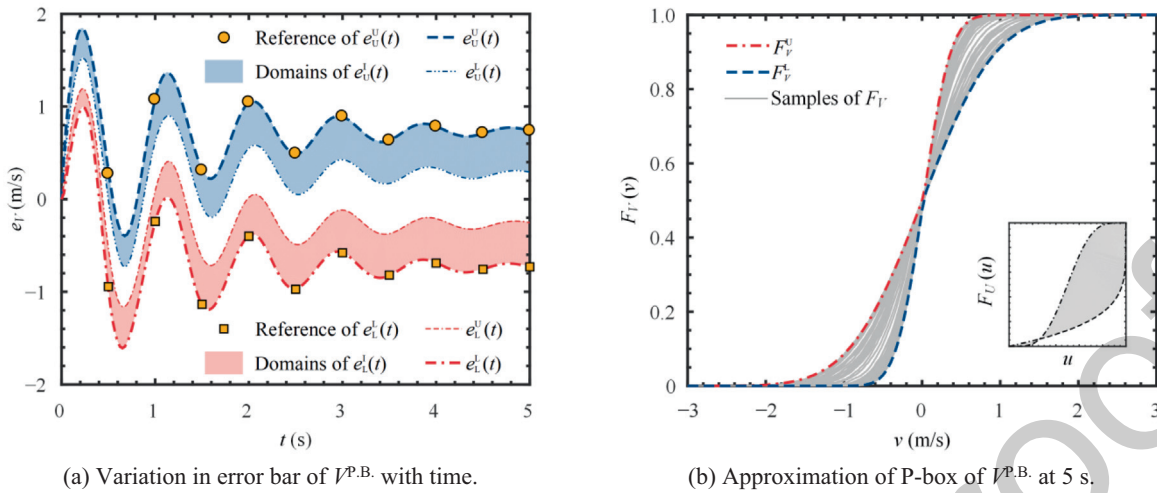 Reference of e_U^U(t)
e_U^U(t)
Domains of e_U^I(t)
e_U^L(t)
2
1
0
−1
−2
e_V (m/s)
Reference of e_L^L(t)
e_L^U(t)
Domains of e_L^I(t)
e_L^L(t)
0 1 2 3 4 5
t (s)
(a) Variation in error bar of V^P.B. with time.
1.0
0.8
0.6
0.4
0.2
0
F_V (v)
F_V^U
F_V^L
Samples of F_V
F_U (u)
u
−3 −2 −1 0 1 2 3
v (m/s)
(b) Approximation of P-box of V^P.B. at 5 s.